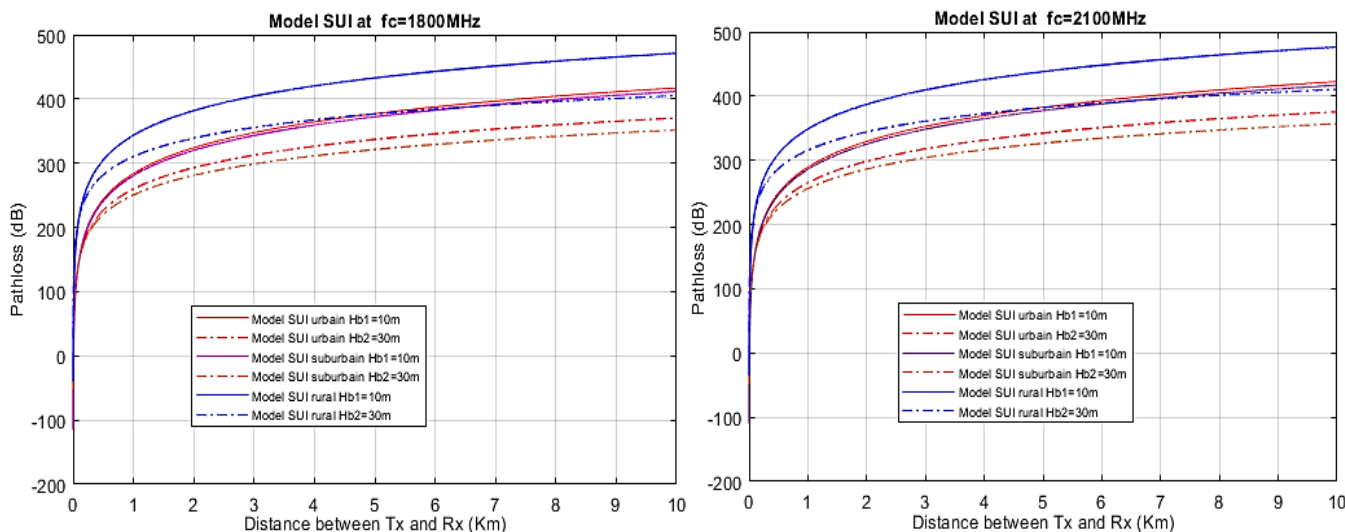 Model SUI at fc=1800MHz
500
400
300
200
100
0
-100
-200
Pathloss (dB)
Model SUI urbain Hb1=10m
Model SUI urbain Hb2=30m
Model SUI suburbain Hb1=10m
Model SUI suburbain Hb2=30m
Model SUI rural Hb1=10m
Model SUI rural Hb2=30m
0 1 2 3 4 5 6 7 8 9 10
Distance between Tx and Rx (Km)
Model SUI at fc=2100MHz
500
400
300
200
100
0
-100
-200
Pathloss (dB)
Model SUI urbain Hb1=10m
Model SUI urbain Hb2=30m
Model SUI suburbain Hb1=10m
Model SUI suburbain Hb2=30m
Model SUI rural Hb1=10m
Model SUI rural Hb2=30m
0 1 2 3 4 5 6 7 8 9 10
Distance between Tx and Rx (Km)